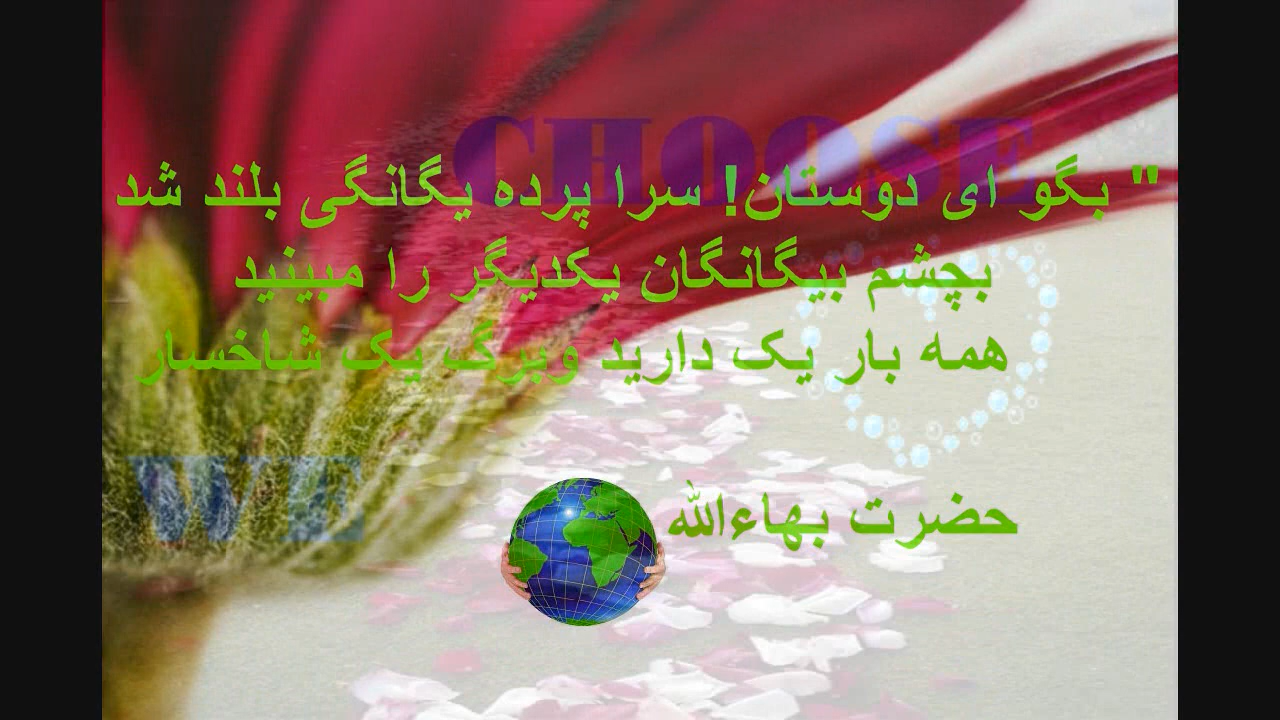 CHOOSE
" بگو ای دوستان! سرا پرده یگانگی بلند شد
بچشم بیگانگان یکدیگر را مبینید
همه بار یک دارید وبرگ یک شاخسار
WE
حضرت بهاءالله